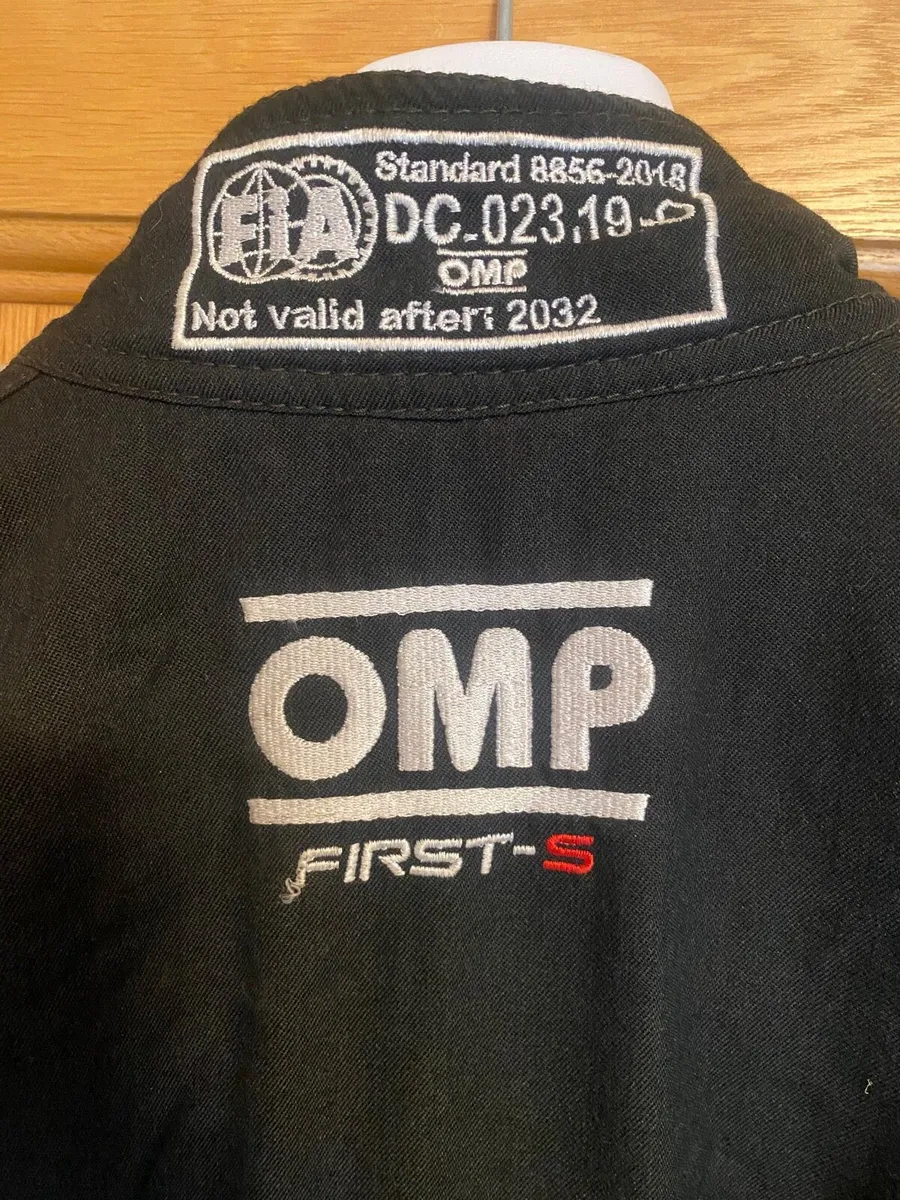 FIA
Standard 8856-2018
DC.023.19-
OMP
Not valid after: 2032
OMP
FIRST-S